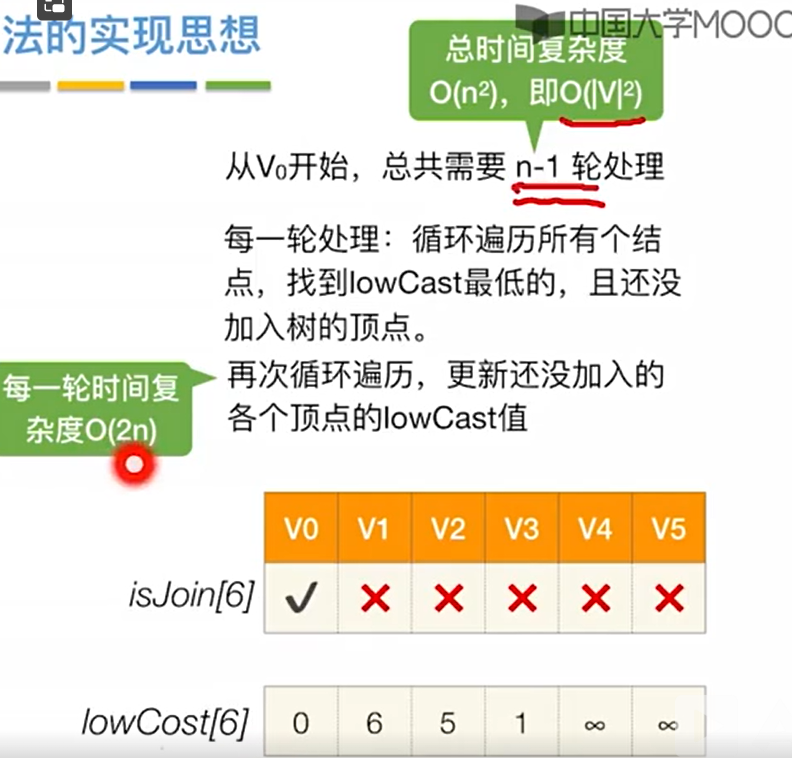 中国大学MOOC
法的实现思想
总时间复杂度
O(n²)，即O(|V|²)
从V₀开始，总共需要 n-1 轮处理
每一轮处理：循环遍历所有个结
点，找到lowCast最低的，且还没
加入树的顶点。
再次循环遍历，更新还没加入的
各个顶点的lowCast值
每一轮时间复
杂度O(2n)
V0 V1 V2 V3 V4 V5
isJoin[6] ✓ ✕ ✕ ✕ ✕ ✕
lowCost[6] 0 6 5 1 ∞ ∞